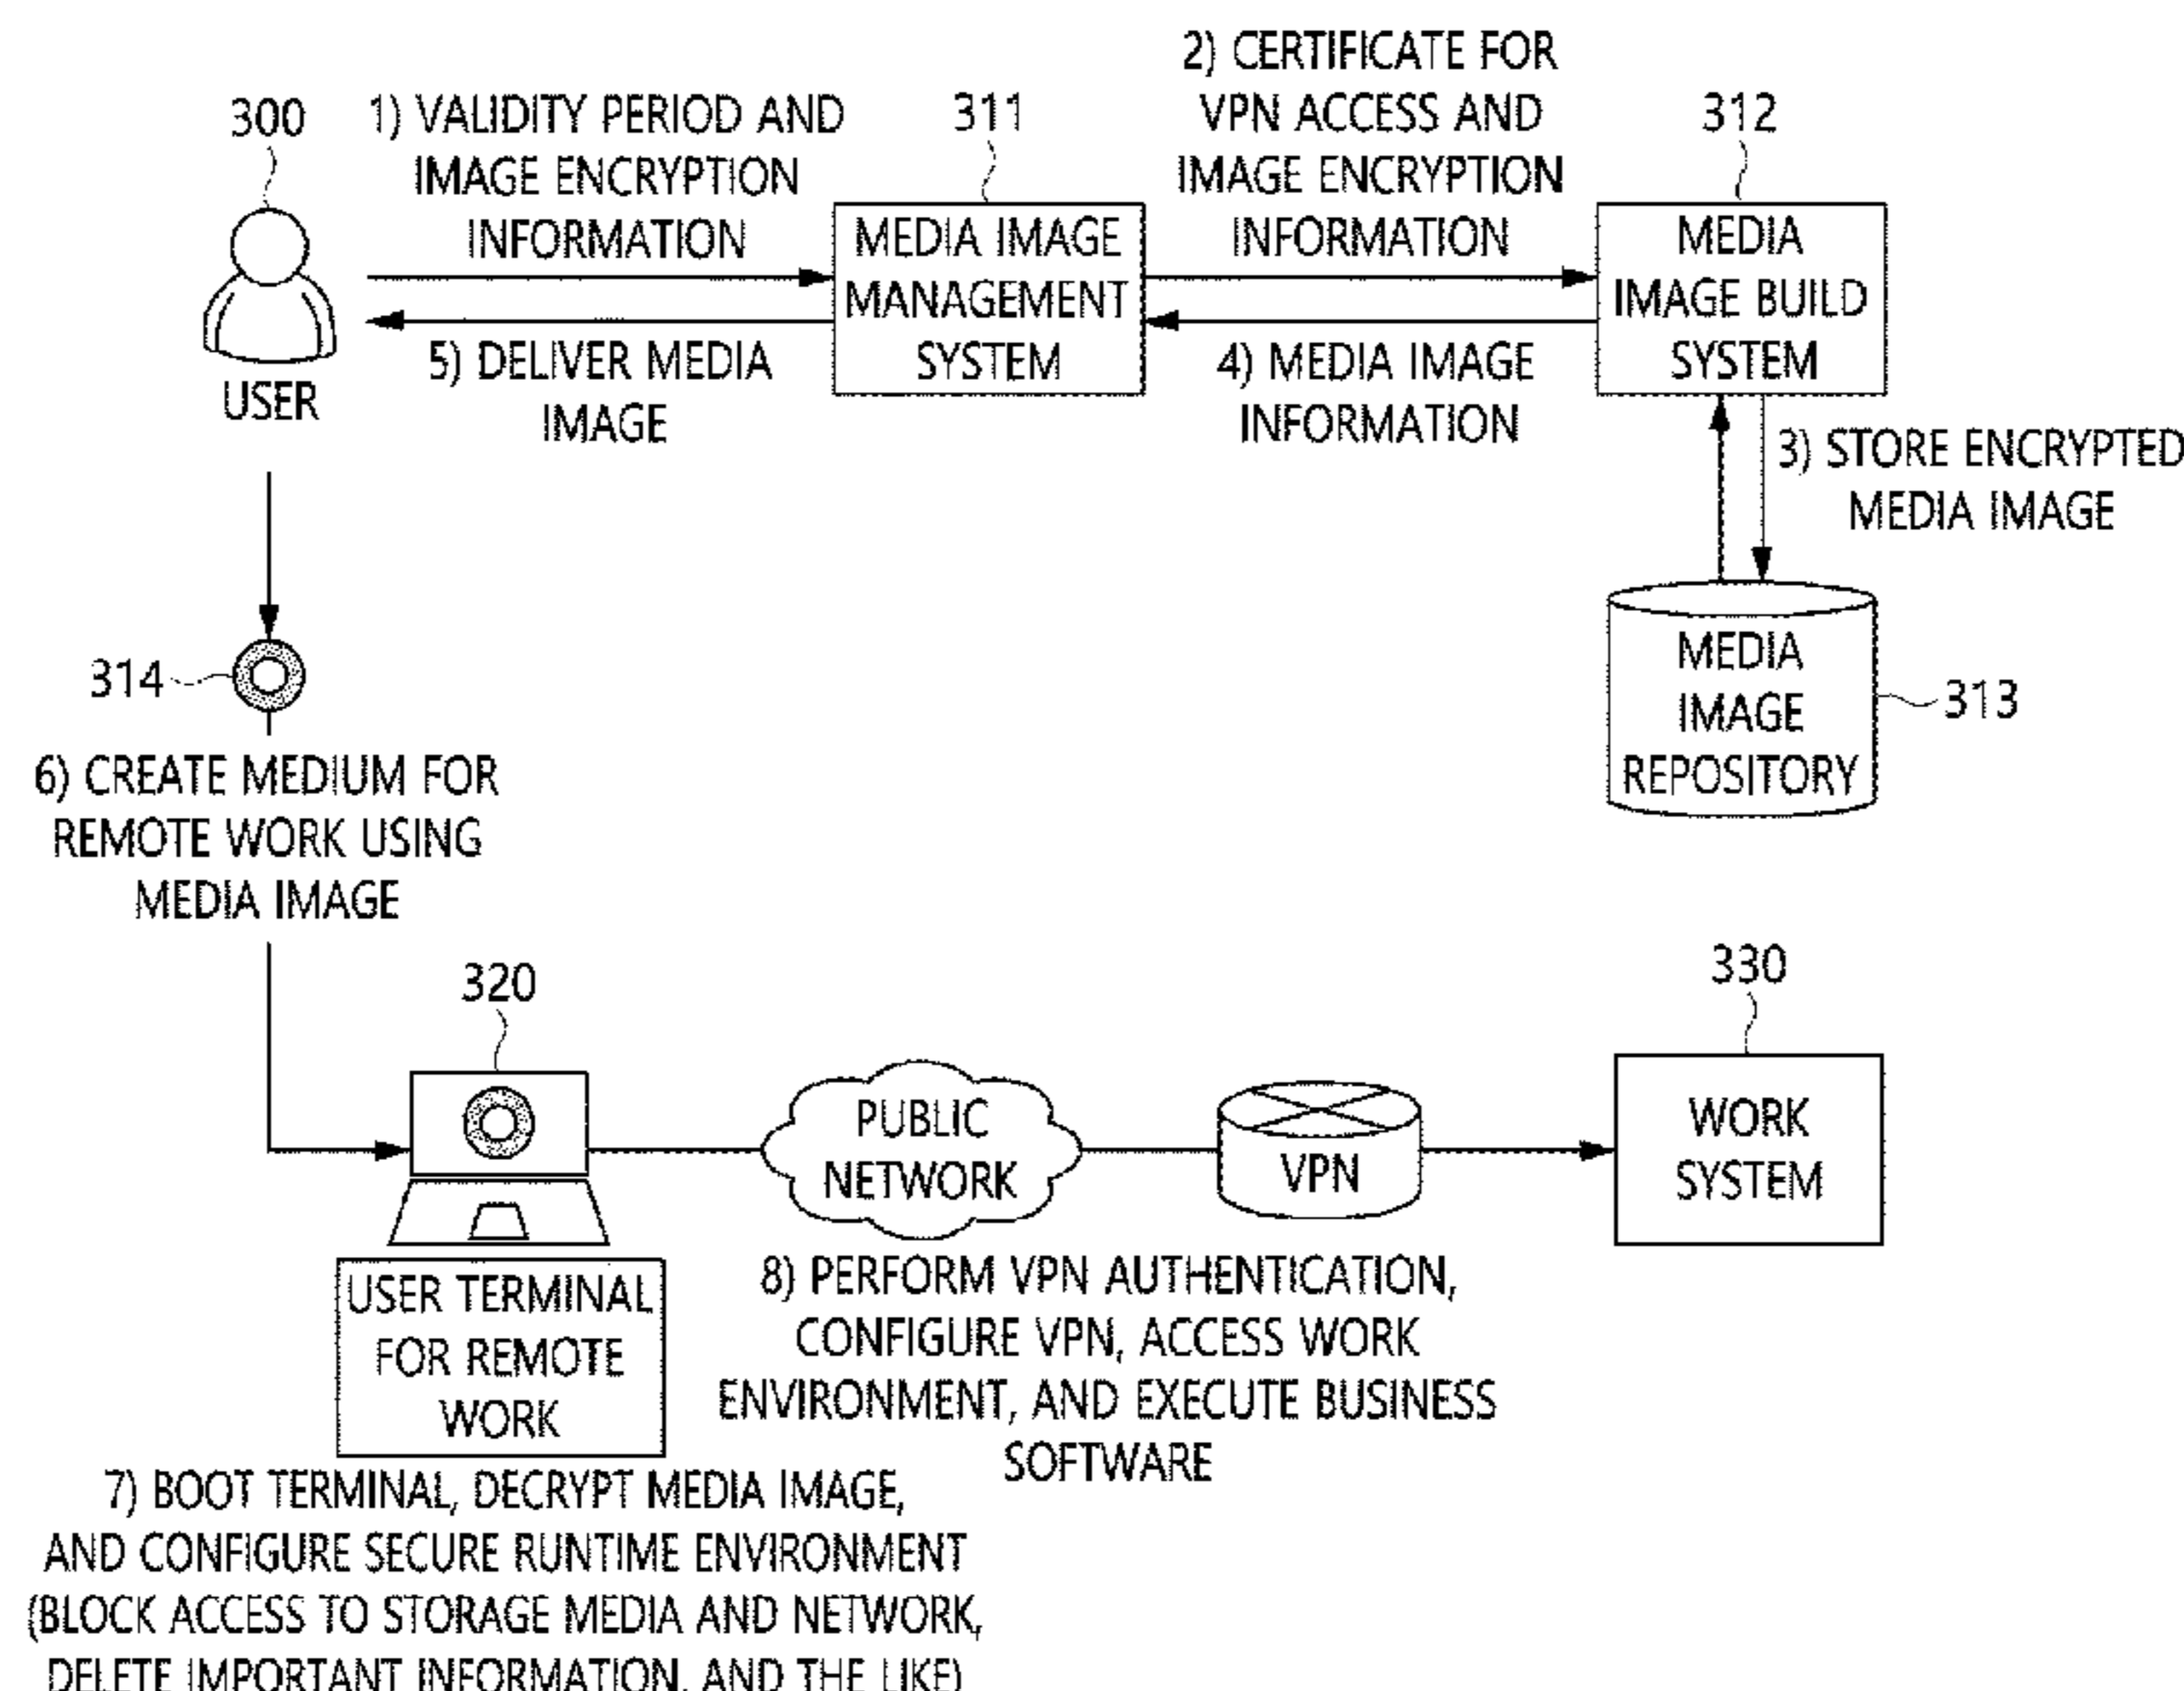 300
1) VALIDITY PERIOD AND
IMAGE ENCRYPTION
INFORMATION
311
2) CERTIFICATE FOR
VPN ACCESS AND
IMAGE ENCRYPTION
INFORMATION
312
USER
MEDIA IMAGE
MANAGEMENT
SYSTEM
MEDIA
IMAGE BUILD
SYSTEM
5) DELIVER MEDIA
IMAGE
4) MEDIA IMAGE
INFORMATION
3) STORE ENCRYPTED
MEDIA IMAGE
MEDIA
IMAGE
REPOSITORY
313
314
6) CREATE MEDIUM FOR
REMOTE WORK USING
MEDIA IMAGE
320
330
PUBLIC
NETWORK
VPN
WORK
SYSTEM
USER TERMINAL
FOR REMOTE
WORK
8) PERFORM VPN AUTHENTICATION,
CONFIGURE VPN, ACCESS WORK
ENVIRONMENT, AND EXECUTE BUSINESS
SOFTWARE
7) BOOT TERMINAL, DECRYPT MEDIA IMAGE,
AND CONFIGURE SECURE RUNTIME ENVIRONMENT
(BLOCK ACCESS TO STORAGE MEDIA AND NETWORK,
DELETE IMPORTANT INFORMATION, AND THE LIKE)